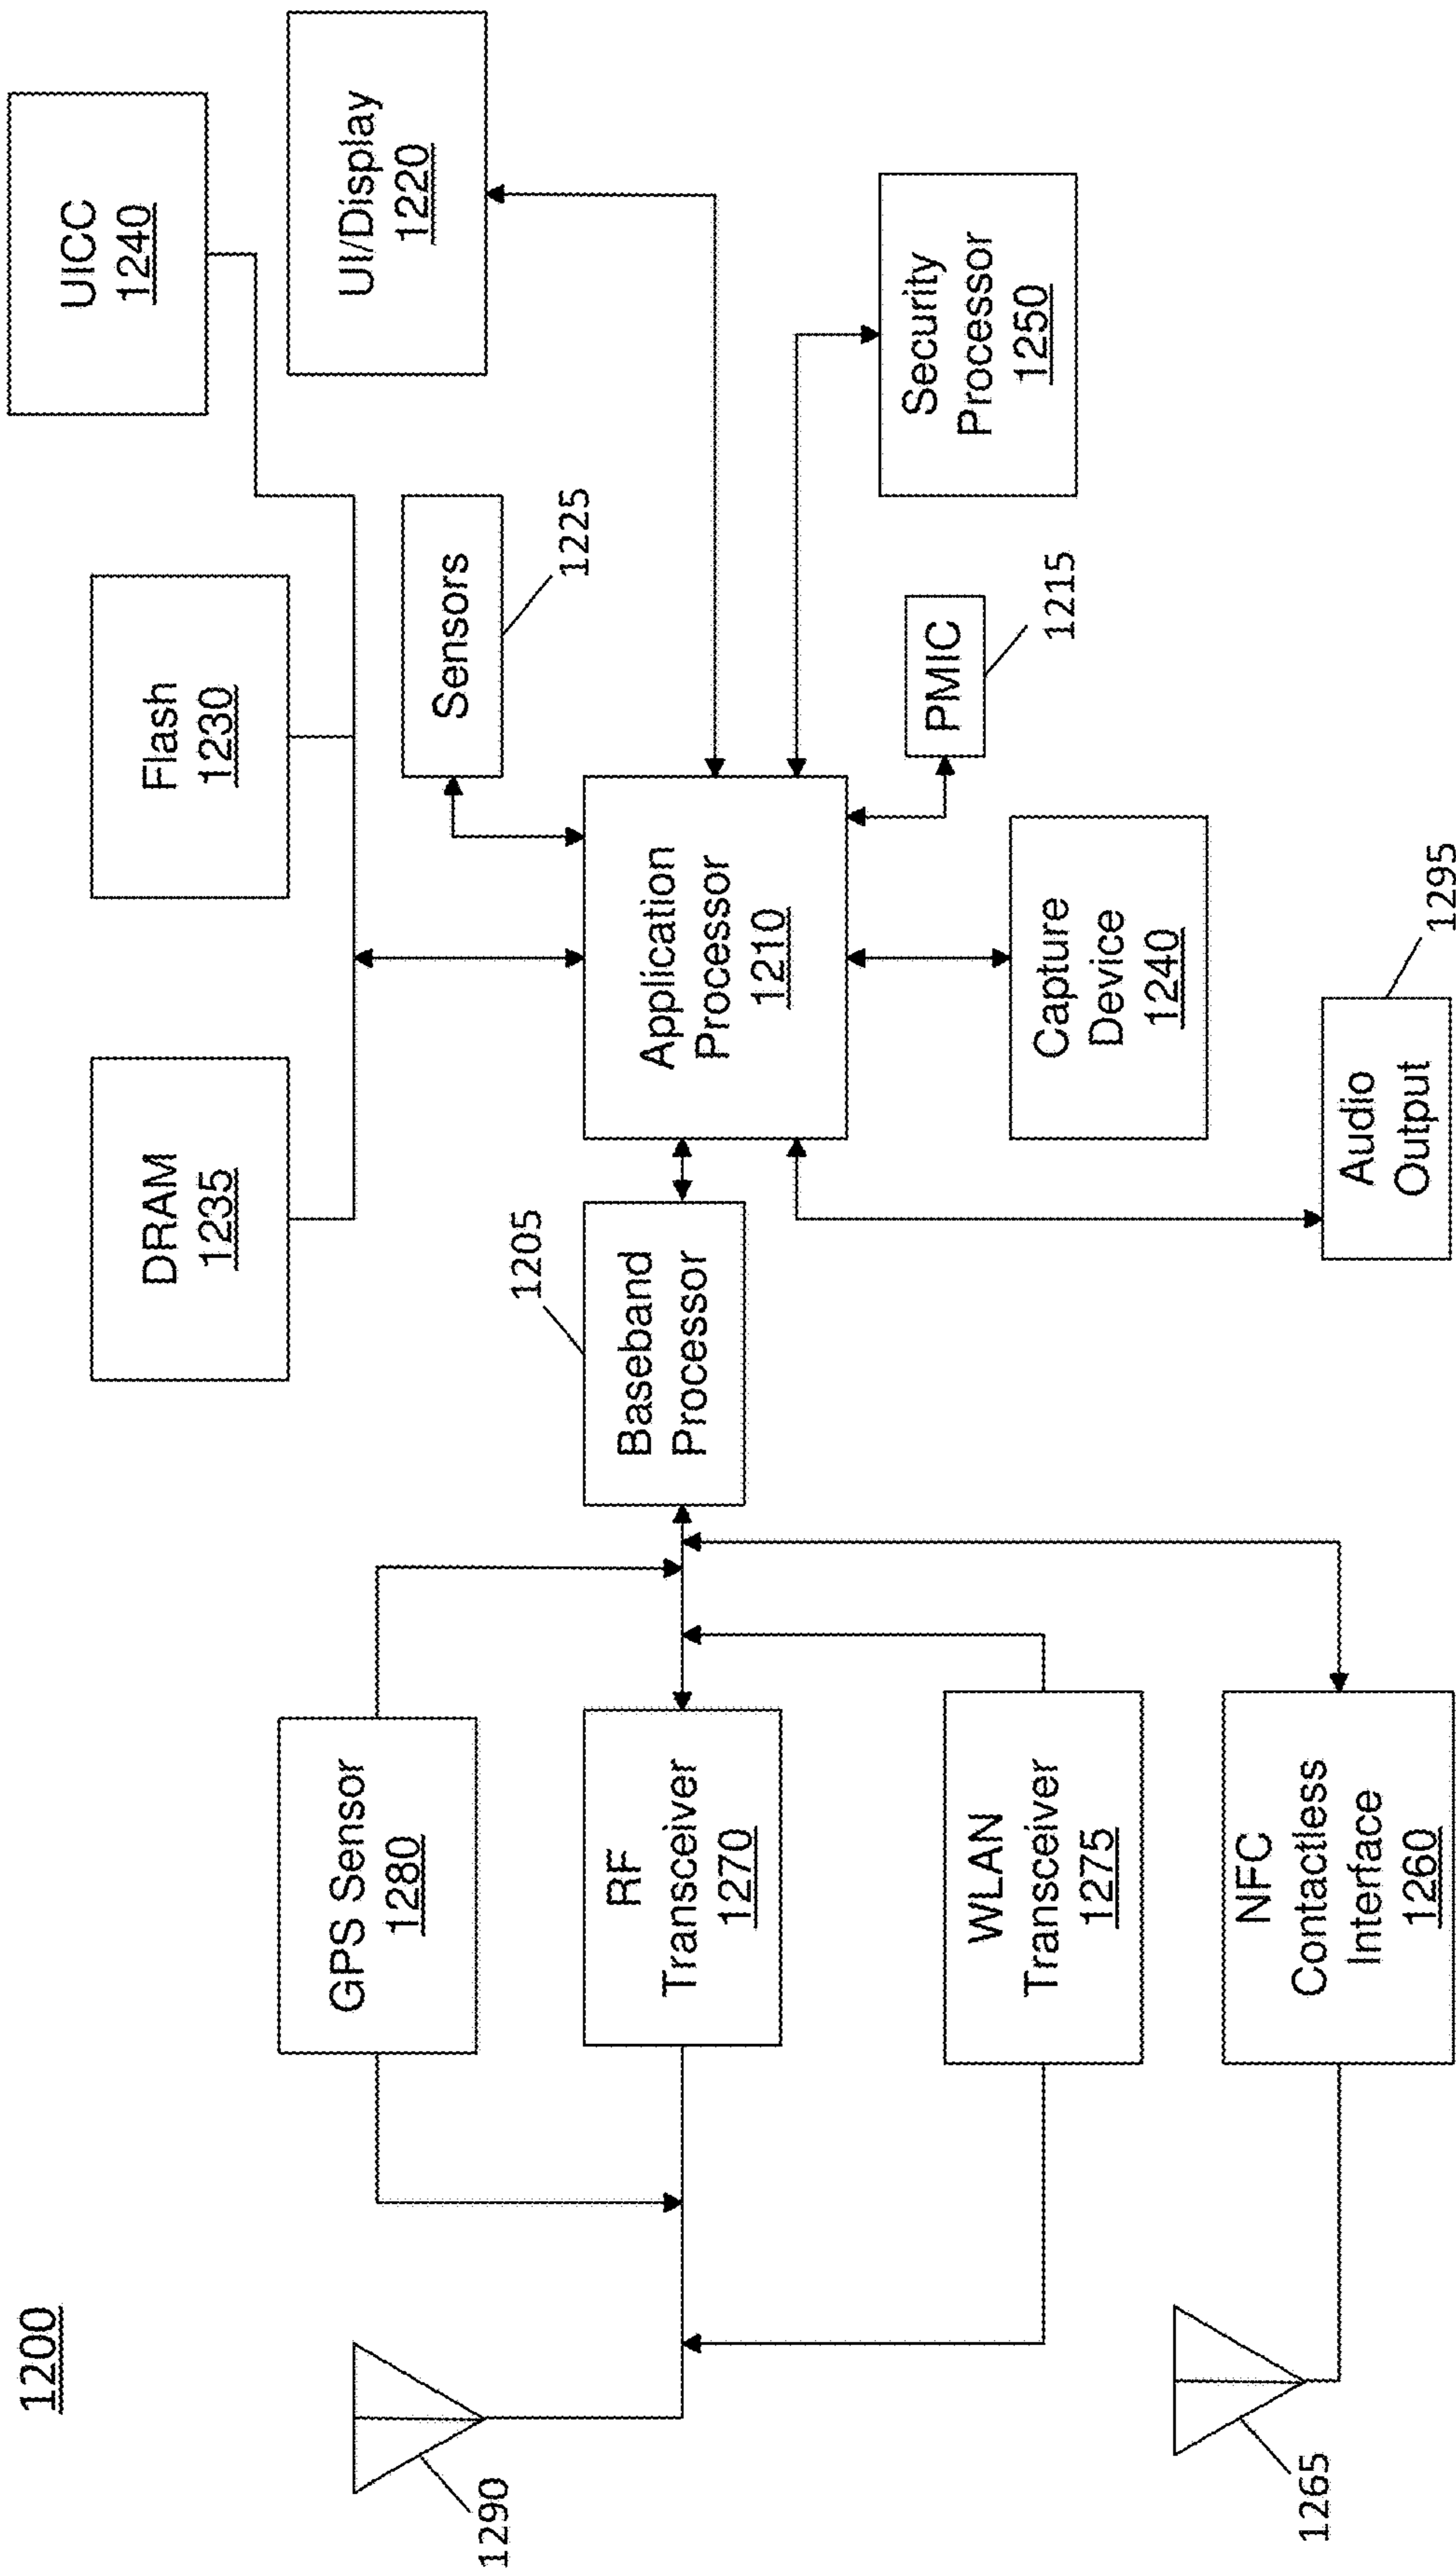 1200
UICC
1240
DRAM
1235
Flash
1230
UI/Display
1220
GPS Sensor
1280
Sensors
1225
1290
1205
RF
Transceiver
1270
Baseband
Processor
Application
Processor
1210
Security
Processor
1250
PMIC
1215
WLAN
Transceiver
1275
Capture
Device
1240
NFC
Contactless
Interface
1260
1265
Audio
Output
1295